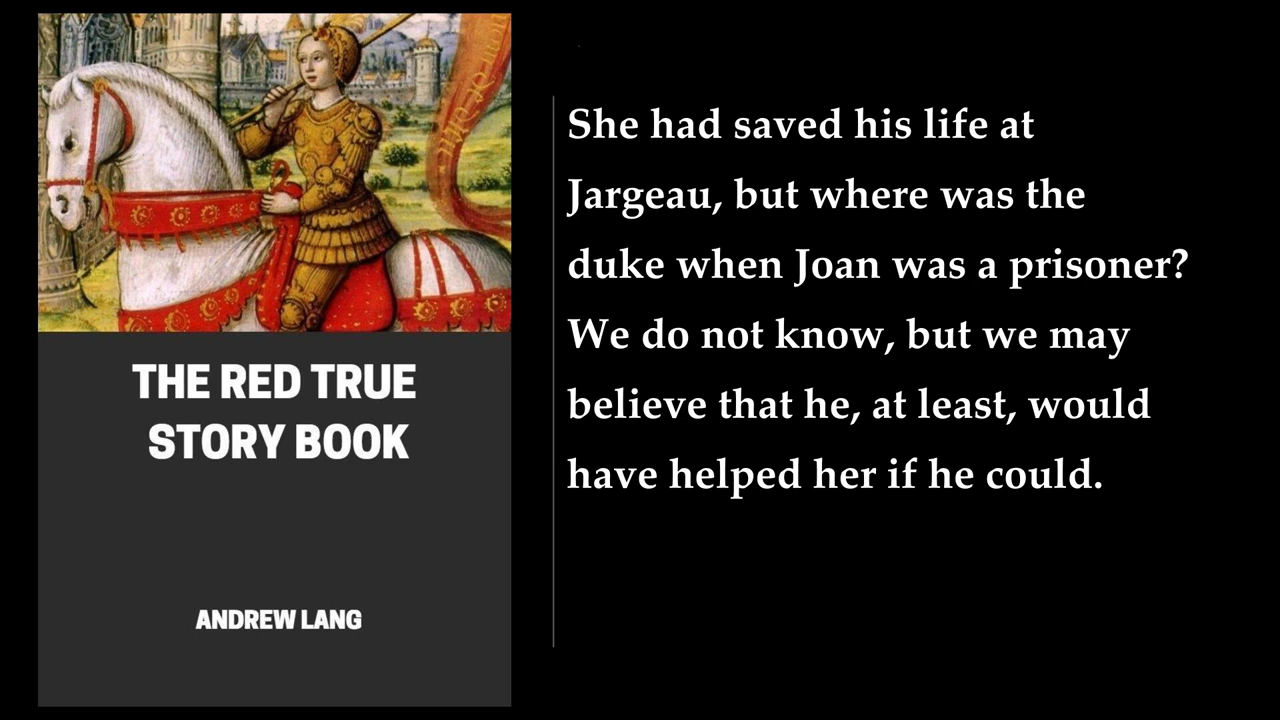 THE RED TRUE
STORY BOOK
ANDREW LANG
She had saved his life at
Jargeau, but where was the
duke when Joan was a prisoner?
We do not know, but we may
believe that he, at least, would
have helped her if he could.